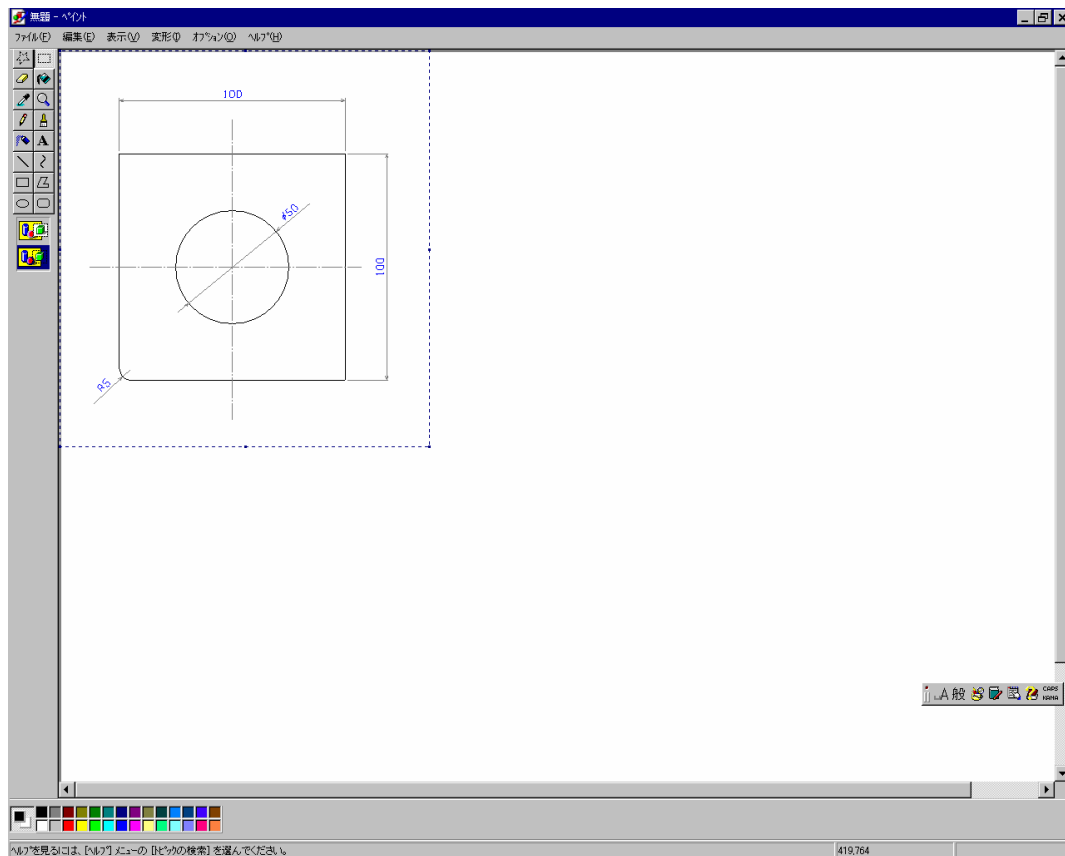 無題 - ﾍﾟｲﾝﾄ
ﾌｧｲﾙ(F) 編集(E) 表示(V) 変形(I) ｵﾌﾟｼｮﾝ(O) ﾍﾙﾌﾟ(H)
100
φ50
100
R5
A 般
CAPS
KANA
ﾍﾙﾌﾟを見るには、[ﾍﾙﾌﾟ] ﾒﾆｭｰの [ﾄﾋﾟｯｸの検索] を選んでください。
419,764